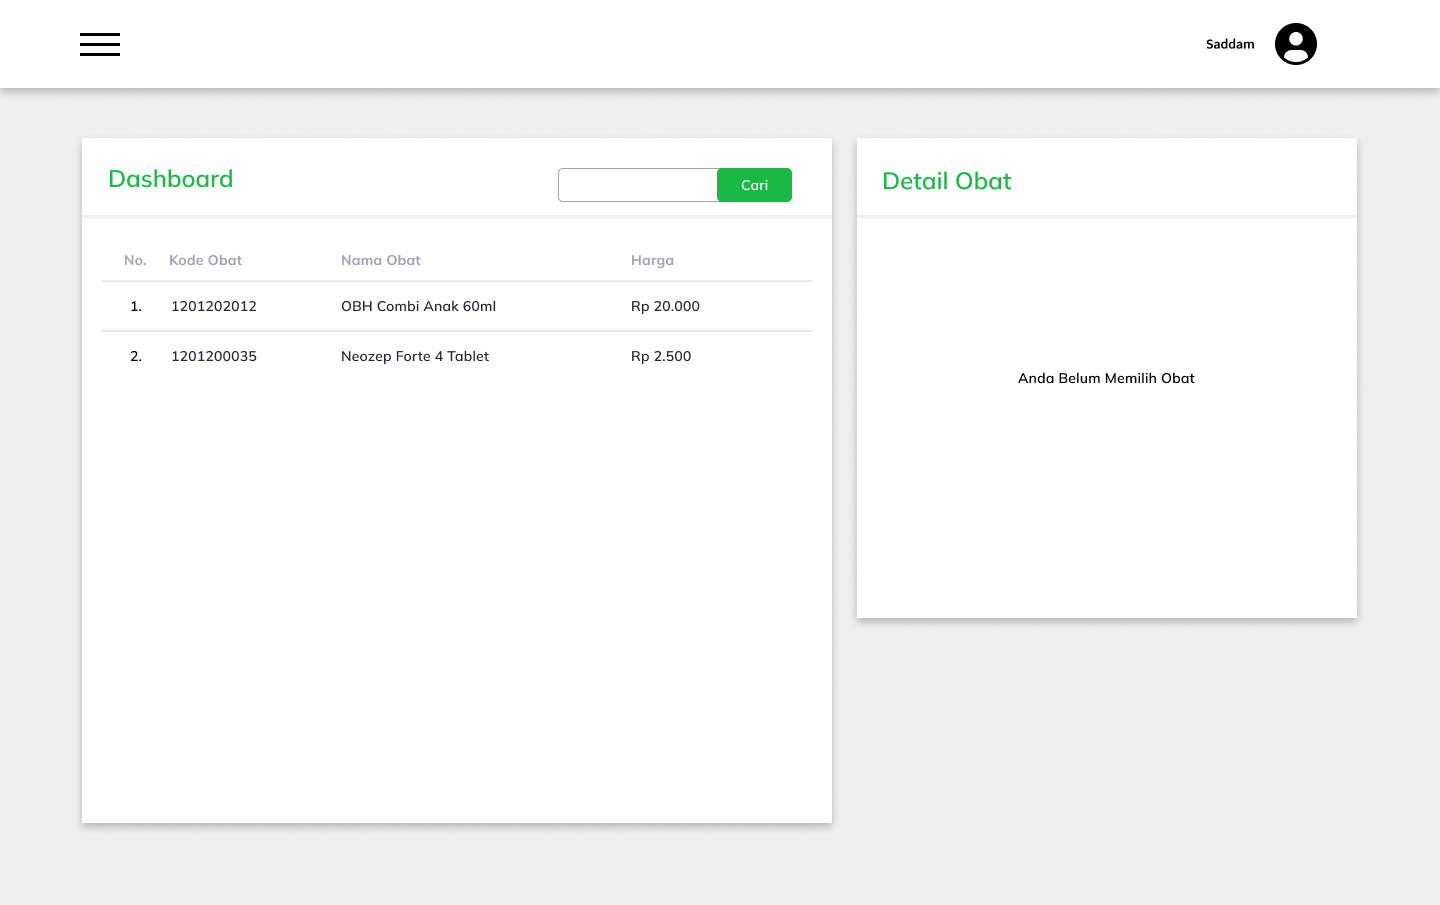 Saddam
Dashboard
Cari
No. Kode Obat Nama Obat Harga
1. 1201202012 OBH Combi Anak 60ml Rp 20.000
2. 1201200035 Neozep Forte 4 Tablet Rp 2.500
Detail Obat
Anda Belum Memilih Obat